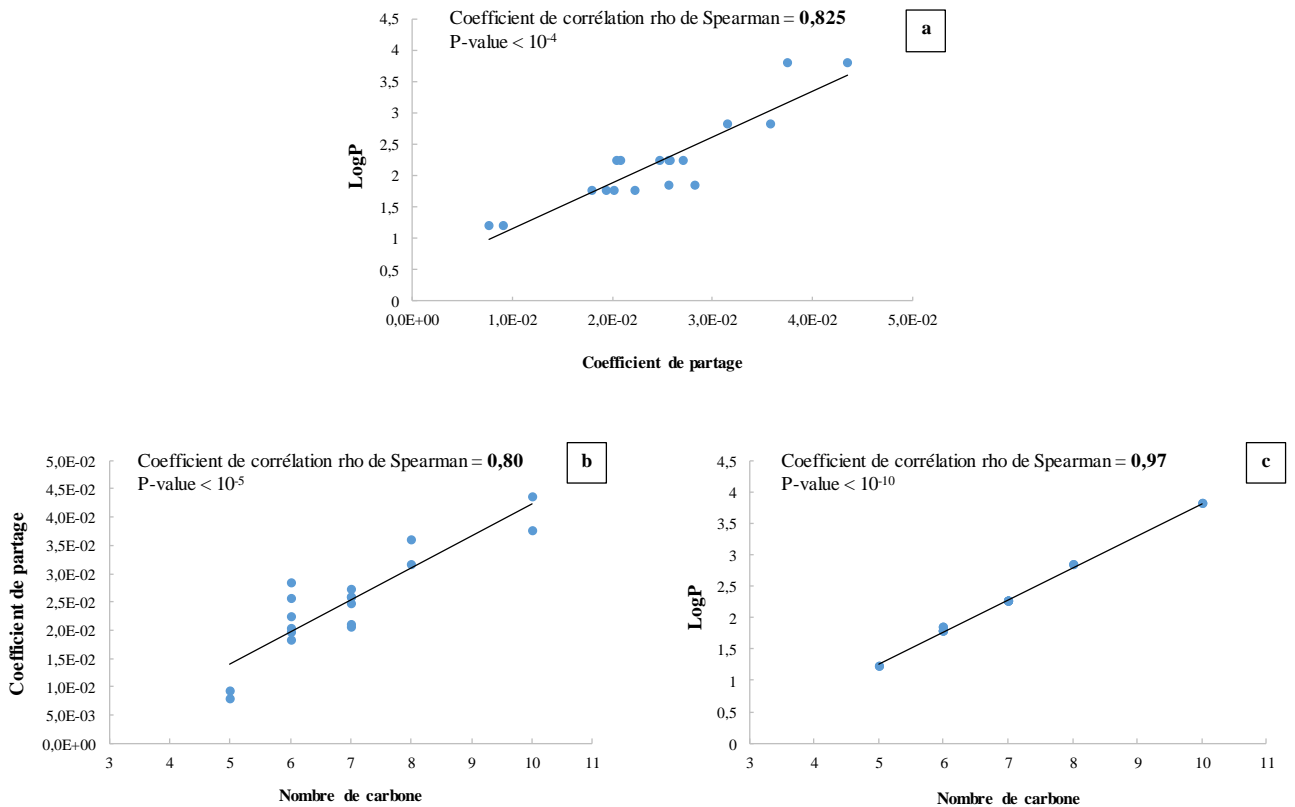 Coefficient de corrélation rho de Spearman = 0,825
P-value < 10-4
a
4,5
4
3,5
3
2,5
2
1,5
1
0,5
0
LogP
0,0E+00 1,0E-02 2,0E-02 3,0E-02 4,0E-02 5,0E-02
Coefficient de partage
Coefficient de corrélation rho de Spearman = 0,80
P-value < 10-5
b
5,0E-02
4,5E-02
4,0E-02
3,5E-02
3,0E-02
2,5E-02
2,0E-02
1,5E-02
1,0E-02
5,0E-03
0,0E+00
Coefficient de partage
3 4 5 6 7 8 9 10 11
Nombre de carbone
Coefficient de corrélation rho de Spearman = 0,97
P-value < 10-10
c
4,5
4
3,5
3
2,5
2
1,5
1
0,5
0
LogP
3 4 5 6 7 8 9 10 11
Nombre de carbone